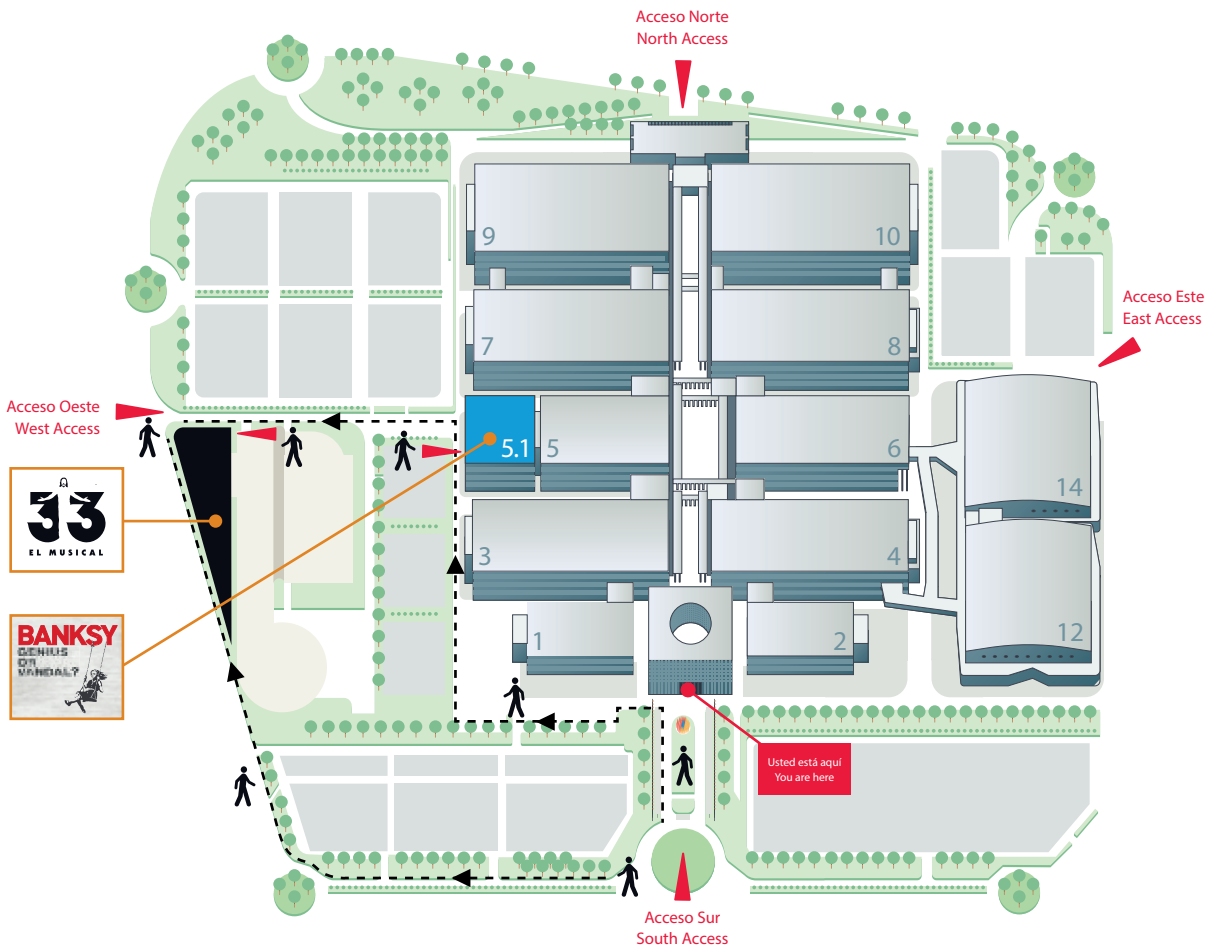 Acceso Norte
North Access
9
10
7
8
Acceso Este
East Access
Acceso Oeste
West Access
5.1
5
6
14
33
EL MUSICAL
3
4
BANKSY
GENIUS
OR
VANDAL?
1
2
12
Usted está aquí
You are here
Acceso Sur
South Access